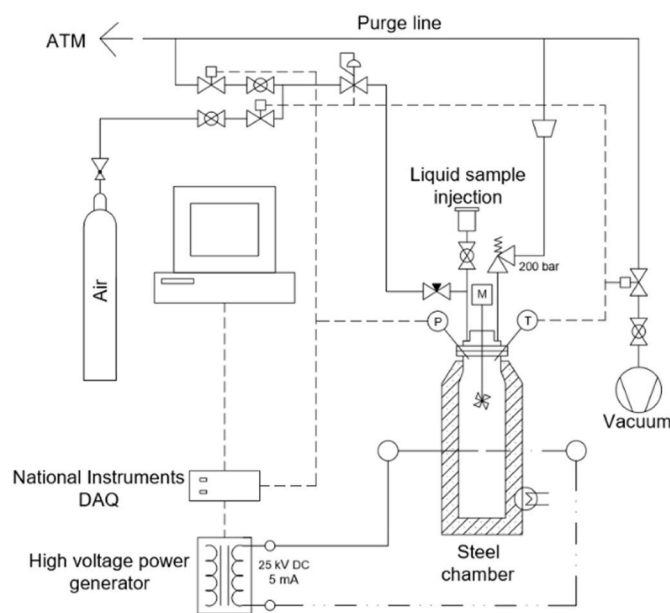 Purge line
ATM
Liquid sample
injection
200 bar
Air
M
P
T
Vacuum
National Instruments
DAQ
High voltage power
generator
25 kV DC
5 mA
Steel
chamber